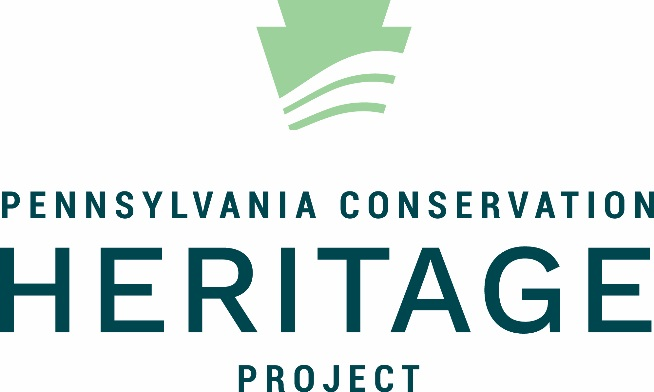 PENNSYLVANIA CONSERVATION
HERITAGE
PROJECT